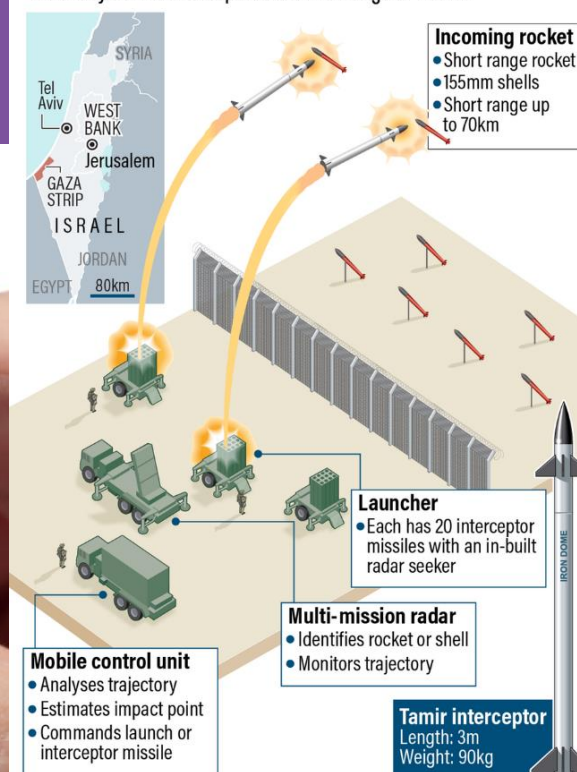 SYRIA
Tel
Aviv
WEST
BANK
Jerusalem
GAZA
STRIP
ISRAEL
JORDAN
EGYPT
80km
Incoming rocket
• Short range rocket
• 155mm shells
• Short range up
to 70km
Launcher
• Each has 20 interceptor
missiles with an in-built
radar seeker
Multi-mission radar
• Identifies rocket or shell
• Monitors trajectory
Mobile control unit
• Analyses trajectory
• Estimates impact point
• Commands launch or
interceptor missile
IRON DOME
Tamir interceptor
Length: 3m
Weight: 90kg